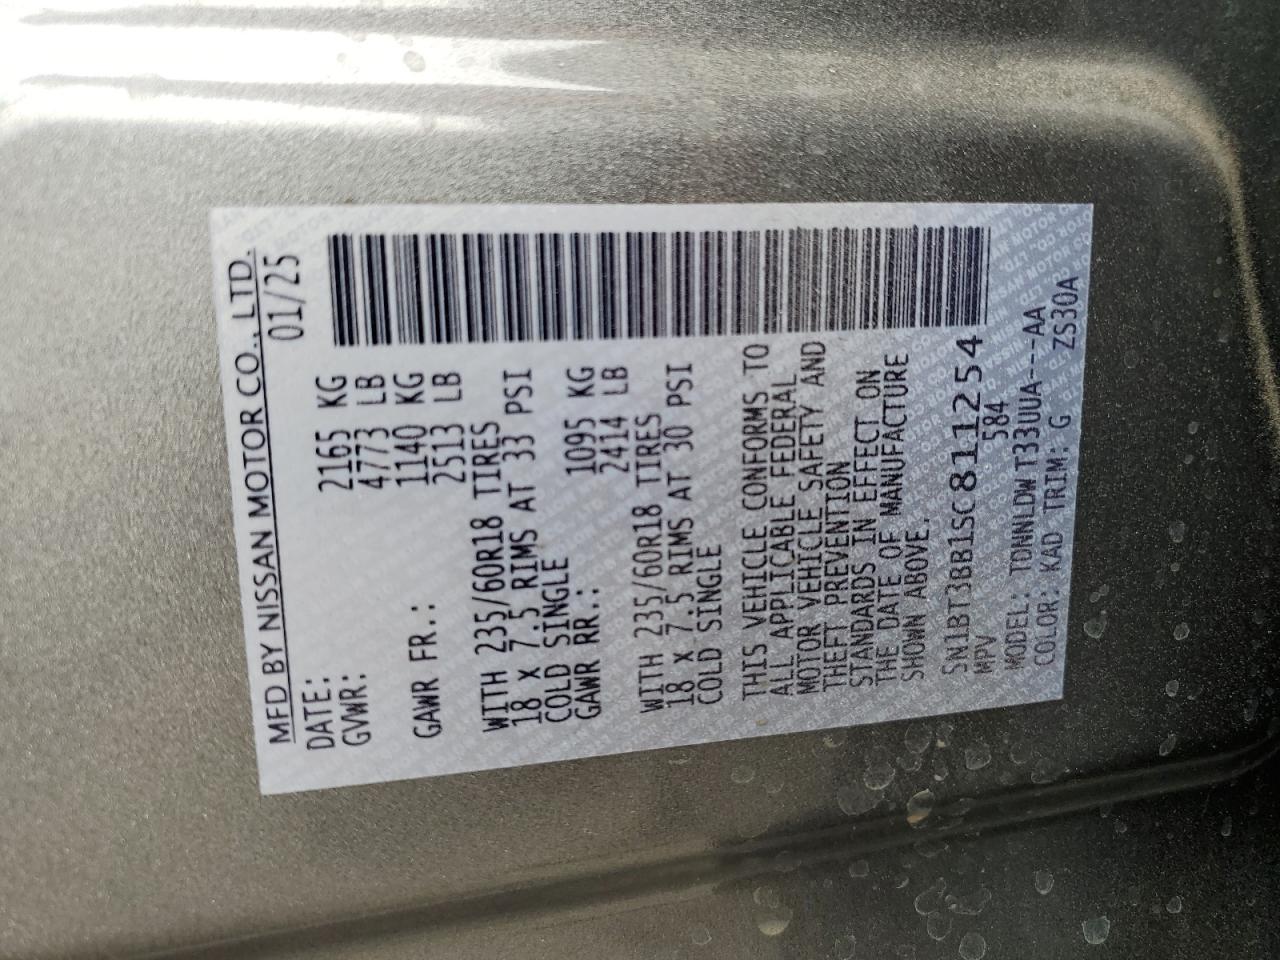 MFD BY NISSAN MOTOR CO., LTD.
DATE: 01/25
GVWR: 2165 KG
4773 LB
GAWR FR.: 1140 KG
2513 LB
WITH 235/60R18 TIRES
18 x 7.5 RIMS AT 33 PSI
COLD SINGLE
GAWR RR.: 1095 KG
2414 LB
WITH 235/60R18 TIRES
18 x 7.5 RIMS AT 30 PSI
COLD SINGLE
THIS VEHICLE CONFORMS TO
ALL APPLICABLE FEDERAL
MOTOR VEHICLE SAFETY AND
THEFT PREVENTION
STANDARDS IN EFFECT ON
THE DATE OF MANUFACTURE
SHOWN ABOVE.
5N1BT3BB1SC811254
MPV 584
MODEL: TDNNLDWT33UUA---AA
COLOR: KAD TRIM: G ZS30A